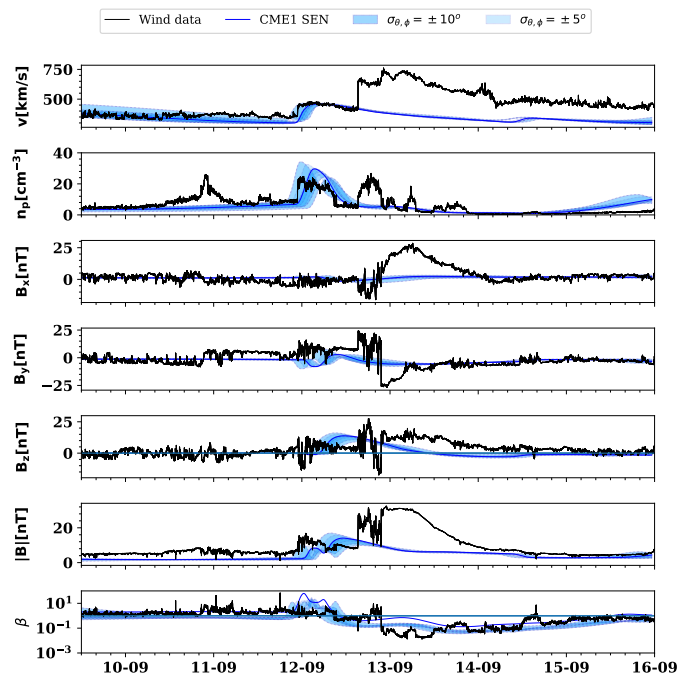 Wind data CME1 SEN σθ,ϕ = ±10° σθ,ϕ = ±5°
750
500
v[km/s]
40
20
0
np[cm⁻³]
25
0
Bx[nT]
25
0
−25
By[nT]
25
0
Bz[nT]
20
0
|B|[nT]
10¹
10⁻¹
10⁻³
β
10-09 11-09 12-09 13-09 14-09 15-09 16-09